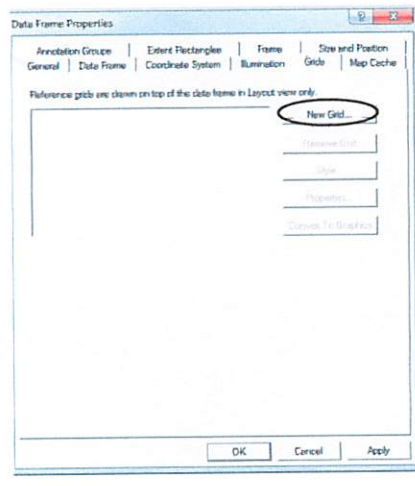 Data Frame Properties
Annotation Groups | Extent Rectangles | Frame | Size and Position
General | Data Frame | Coordinate System | Illumination | Grids | Map Cache
Reference grids are drawn on top of the data frame in Layout view only.
New Grid...
Remove Grid
Style...
Properties...
Convert To Graphics
OK Cancel Apply